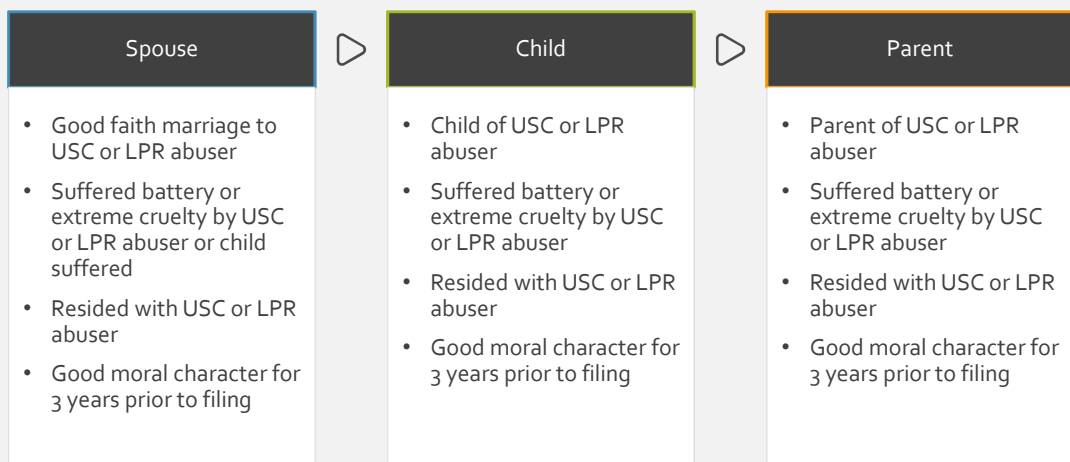 Spouse
• Good faith marriage to
USC or LPR abuser
• Suffered battery or
extreme cruelty by USC
or LPR abuser or child
suffered
• Resided with USC or LPR
abuser
• Good moral character for
3 years prior to filing
Child
• Child of USC or LPR
abuser
• Suffered battery or
extreme cruelty by USC
or LPR abuser
• Resided with USC or LPR
abuser
• Good moral character for
3 years prior to filing
Parent
• Parent of USC or LPR
abuser
• Suffered battery or
extreme cruelty by USC
or LPR abuser
• Resided with USC or LPR
abuser
• Good moral character for
3 years prior to filing